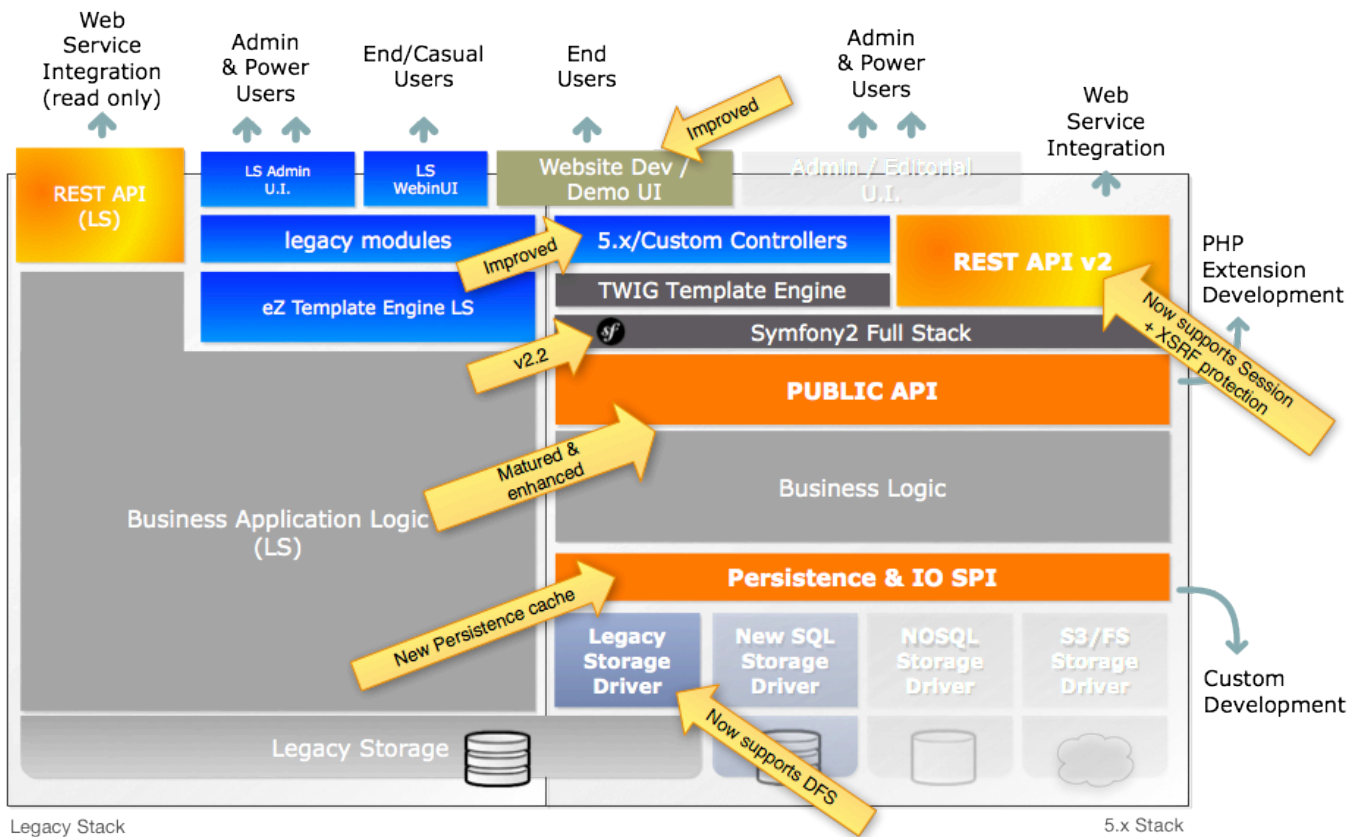 Web
Service
Integration
(read only)
Admin
& Power
Users
End/Casual
Users
End
Users
Admin
& Power
Users
Web
Service
Integration
Improved
REST API
(LS)
LS Admin
U.I.
LS
WebinUI
Website Dev /
Demo UI
Admin / Editorial
U.I.
legacy modules
Improved
5.x/Custom Controllers
REST API v2
PHP
Extension
Development
eZ Template Engine LS
TWIG Template Engine
sf
Symfony2 Full Stack
v2.2
Now supports Session
+ XSRF protection
PUBLIC API
Matured &
enhanced
Business Logic
Business Application Logic
(LS)
Persistence & IO SPI
New Persistence cache
Legacy
Storage
Driver
New SQL
Storage
Driver
NOSQL
Storage
Driver
S3/FS
Storage
Driver
Custom
Development
Now supports DFS
Legacy Storage
Legacy Stack
5.x Stack